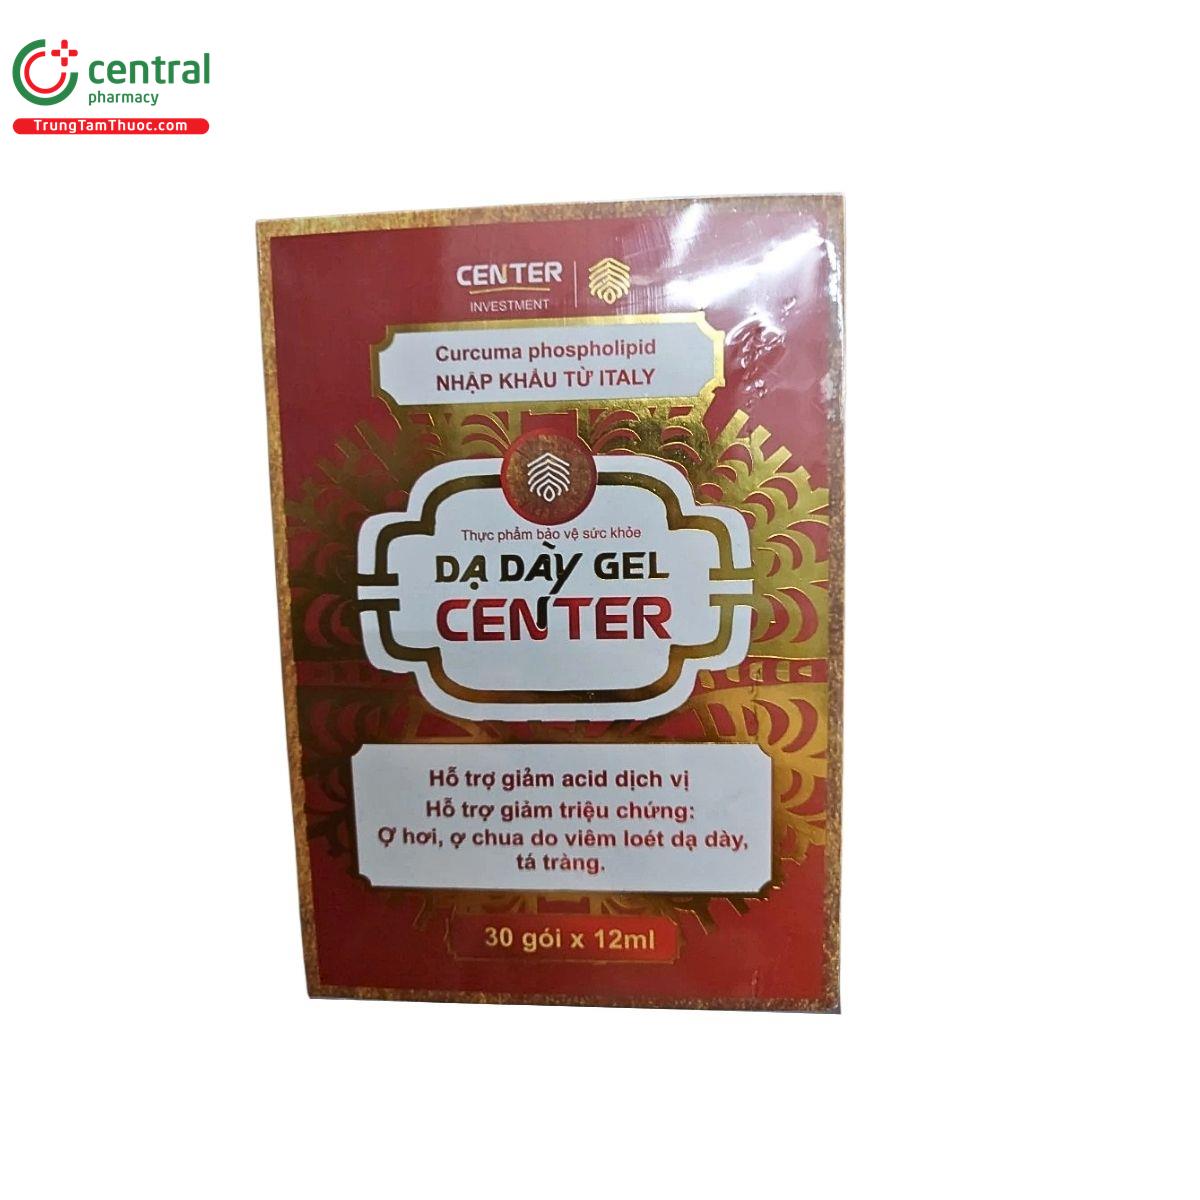 central
pharmacy
TrungTamThuoc.com
CENTER
INVESTMENT
Curcuma phospholipid
NHẬP KHẨU TỪ ITALY
Thực phẩm bảo vệ sức khỏe
DẠ DÀY GEL
CENTER
Hỗ trợ giảm acid dịch vị
Hỗ trợ giảm triệu chứng:
Ợ hơi, ợ chua do viêm loét dạ dày,
tá tràng.
30 gói x 12ml